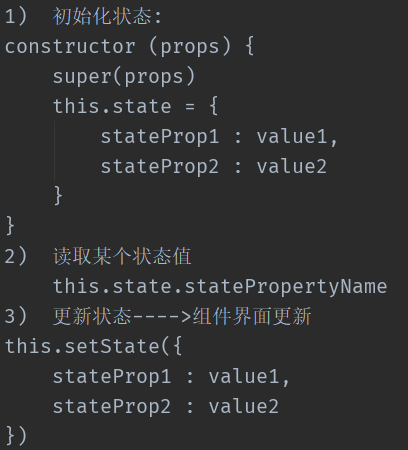 1) 初始化状态:
constructor (props) {
    super(props)
    this.state = {
        stateProp1 : value1,
        stateProp2 : value2
    }
}
2) 读取某个状态值
    this.state.statePropertyName
3) 更新状态---->组件界面更新
this.setState({
    stateProp1 : value1,
    stateProp2 : value2
})